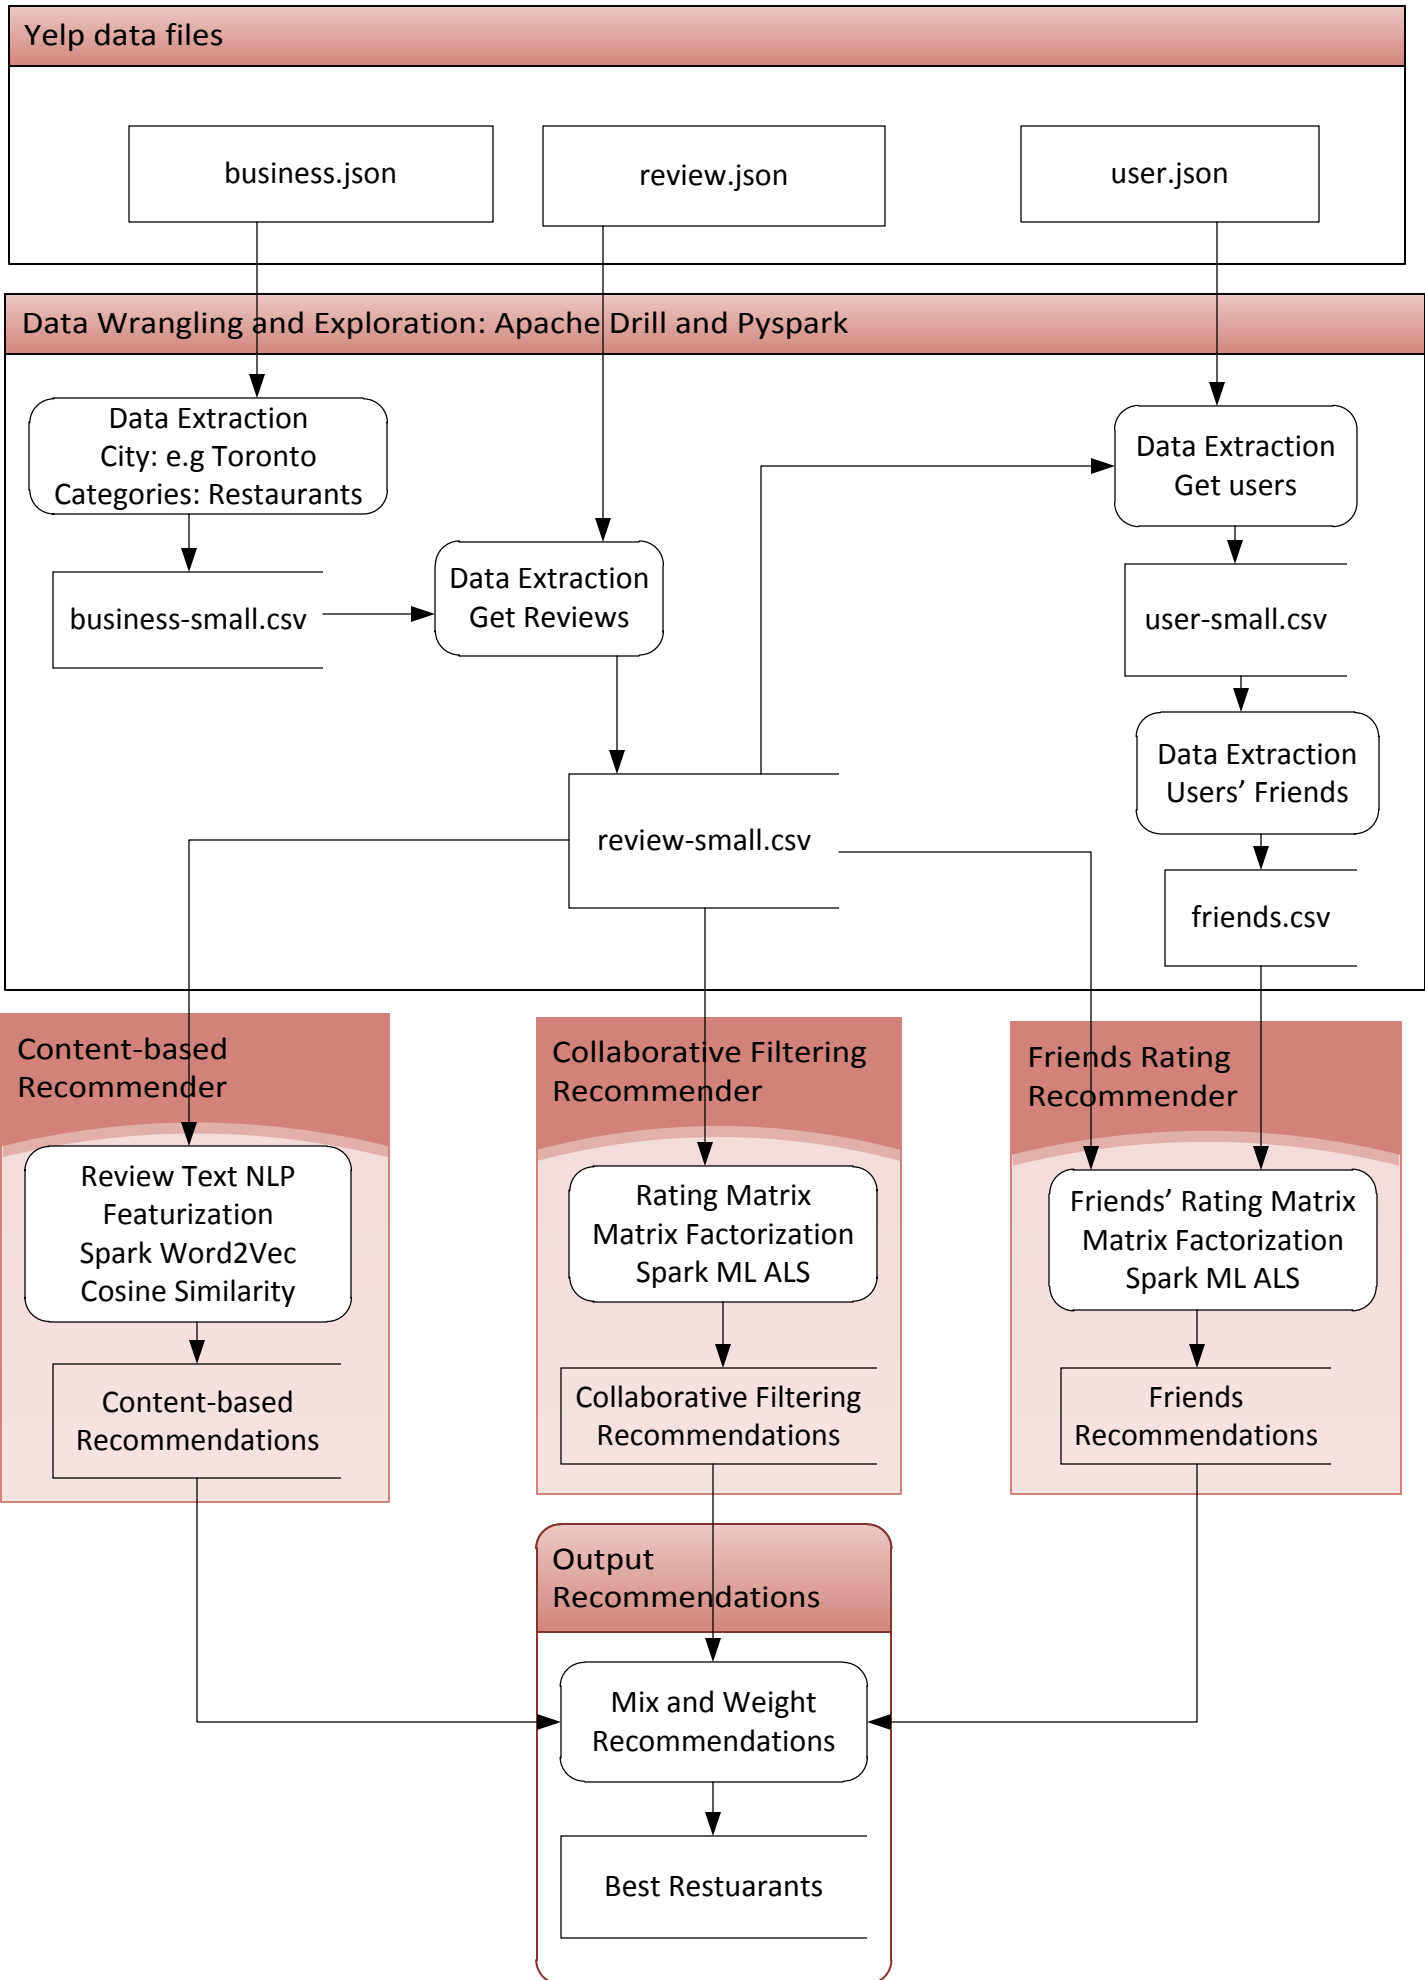 Yelp data files
business.json
review.json
user.json
Data Wrangling and Exploration: Apache Drill and Pyspark
Data Extraction
City: e.g Toronto
Categories: Restaurants
Data Extraction
Get users
business-small.csv
Data Extraction
Get Reviews
user-small.csv
Data Extraction
Users’ Friends
review-small.csv
friends.csv
Content-based
Recommender
Collaborative Filtering
Recommender
Friends Rating
Recommender
Review Text NLP
Featurization
Spark Word2Vec
Cosine Similarity
Rating Matrix
Matrix Factorization
Spark ML ALS
Friends’ Rating Matrix
Matrix Factorization
Spark ML ALS
Content-based
Recommendations
Collaborative Filtering
Recommendations
Friends
Recommendations
Output
Recommendations
Mix and Weight
Recommendations
Best Restuarants